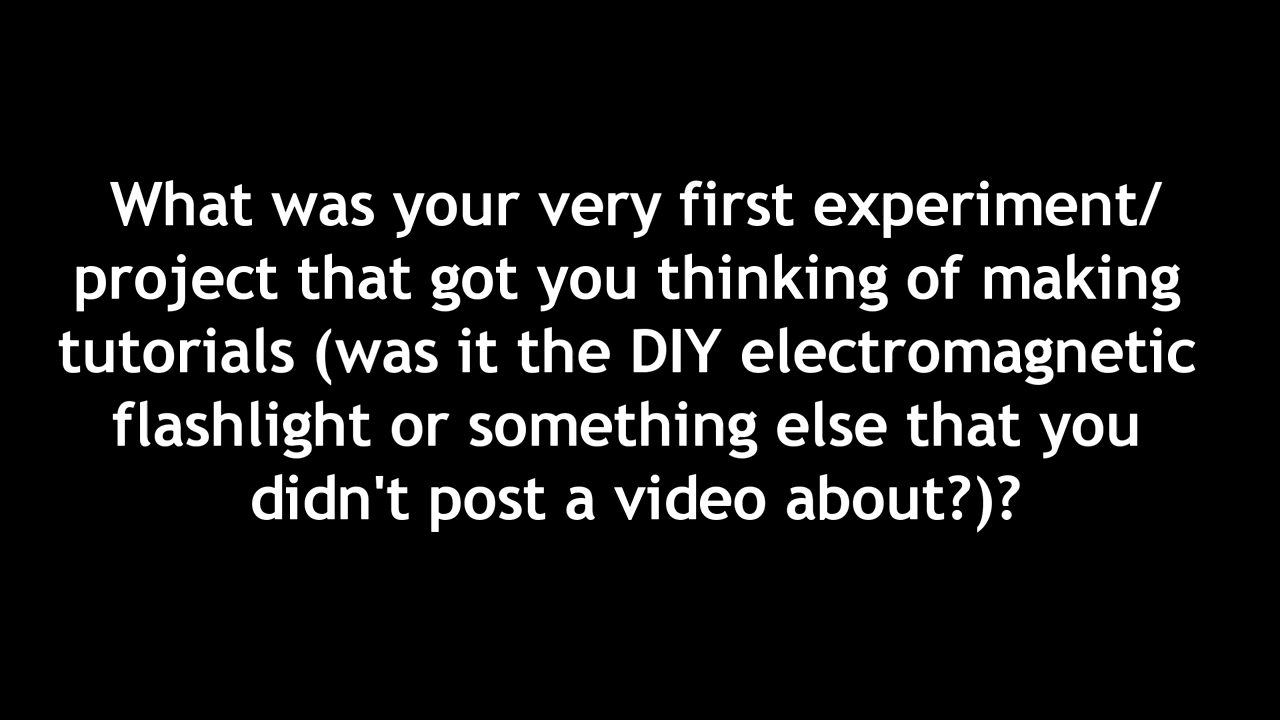 What was your very first experiment/
project that got you thinking of making
tutorials (was it the DIY electromagnetic
flashlight or something else that you
didn't post a video about?)?